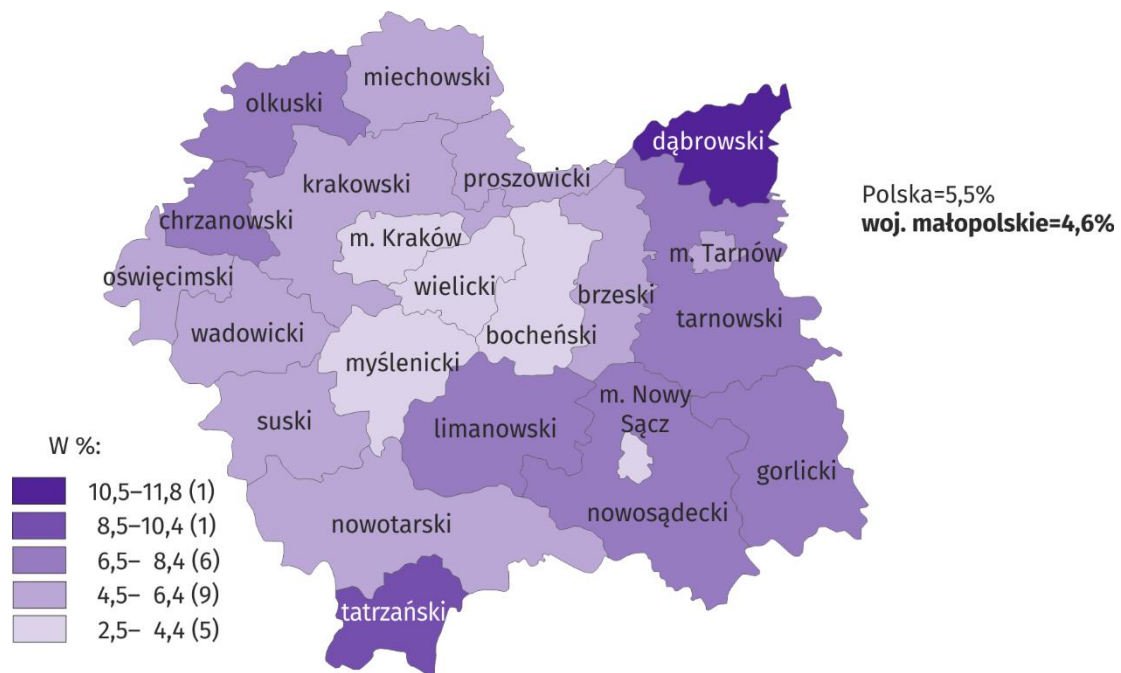 miechowski
olkuski
dąbrowski
krakowski
proszowicki
chrzanowski
m. Kraków
m. Tarnów
oświęcimski
wielicki
brzeski
tarnowski
wadowicki
bocheński
myślenicki
m. Nowy
Sącz
suski
limanowski
gorlicki
nowosądecki
nowotarski
tatrzański
Polska=5,5%
woj. małopolskie=4,6%
W %:
10,5–11,8 (1)
8,5–10,4 (1)
6,5– 8,4 (6)
4,5– 6,4 (9)
2,5– 4,4 (5)